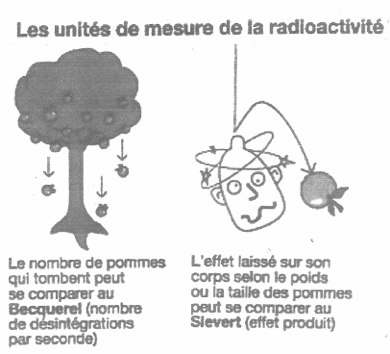 Les unités de mesure de la radioactivité
Le nombre de pommes
qui tombent peut
se comparer au
Becquerel (nombre
de désintégrations
par seconde)
L'effet laissé sur son
corps selon le poids
ou la taille des pommes
peut se comparer au
Sievert (effet produit)